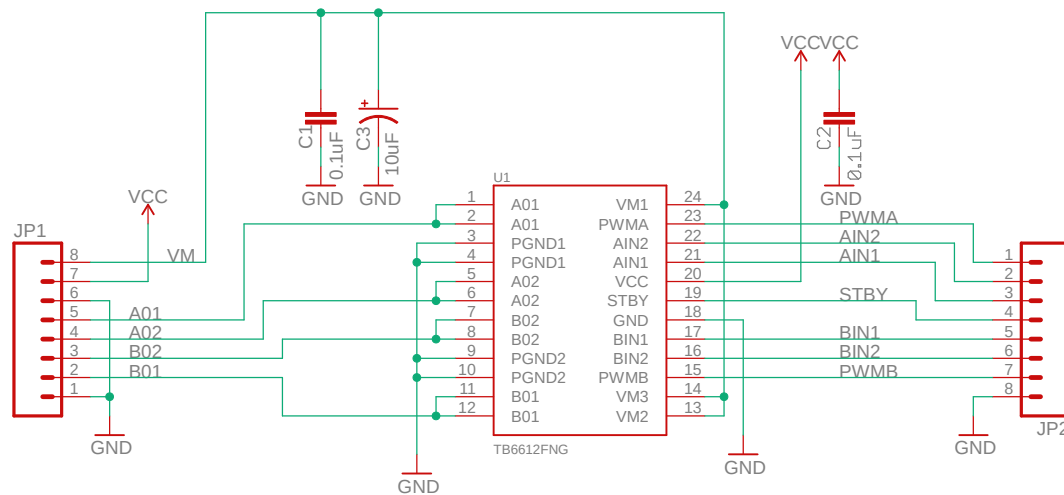 VCC VCC
C1
0.1uF
+
C3
10uF
C2
0.1uF
GND GND GND
VCC
U1
JP1
8 VM
7
6
5 A01
4 A02
3 B02
2 B01
1
GND
1 A01 VM1 24
2 A01 PWMA 23 PWMA
3 PGND1 AIN2 22 AIN2
4 PGND1 AIN1 21 AIN1
5 A02 VCC 20
6 A02 STBY 19 STBY
7 B02 GND 18
8 B02 BIN1 17 BIN1
9 PGND2 BIN2 16 BIN2
10 PGND2 PWMB 15 PWMB
11 B01 VM3 14
12 B01 VM2 13
TB6612FNG
GND
GND
1
2
3
4
5
6
7
8
JP2
GND